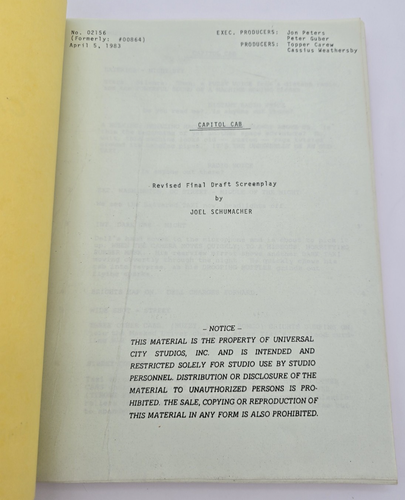 No. 02156 EXEC. PRODUCERS: Jon Peters
(Formerly: #00864) Peter Guber
April 5, 1983 PRODUCERS: Topper Carew
Cassius Weathersby
CAPITOL CAB
Revised Final Draft Screenplay
by
JOEL SCHUMACHER
– NOTICE –
THIS MATERIAL IS THE PROPERTY OF UNIVERSAL
CITY STUDIOS, INC. AND IS INTENDED AND
RESTRICTED SOLELY FOR STUDIO USE BY STUDIO
PERSONNEL. DISTRIBUTION OR DISCLOSURE OF THE
MATERIAL TO UNAUTHORIZED PERSONS IS PRO-
HIBITED. THE SALE, COPYING OR REPRODUCTION OF
THIS MATERIAL IN ANY FORM IS ALSO PROHIBITED.